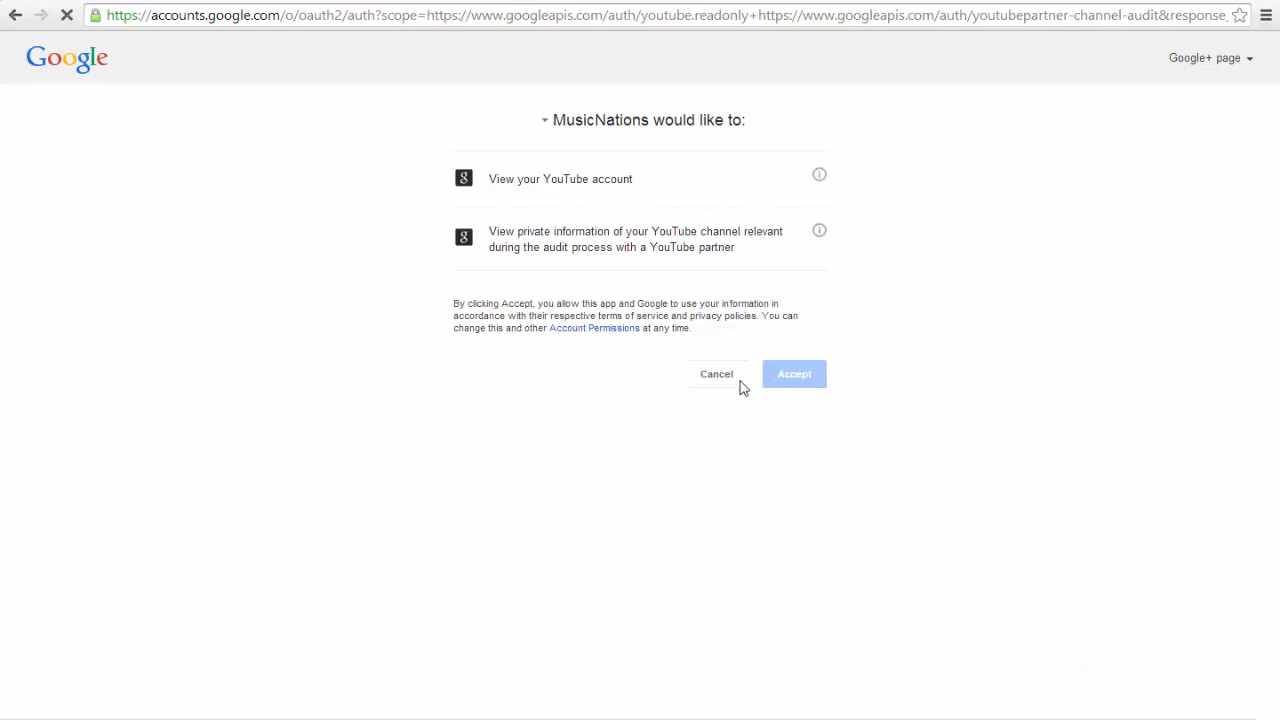 https://accounts.google.com/o/oauth2/auth?scope=https://www.googleapis.com/auth/youtube.readonly+https://www.googleapis.com/auth/youtubepartner-channel-audit&response_
Google
Google+ page
MusicNations would like to:
View your YouTube account
View private information of your YouTube channel relevant
during the audit process with a YouTube partner
By clicking Accept, you allow this app and Google to use your information in
accordance with their respective terms of service and privacy policies. You can
change this and other Account Permissions at any time.
Cancel
Accept